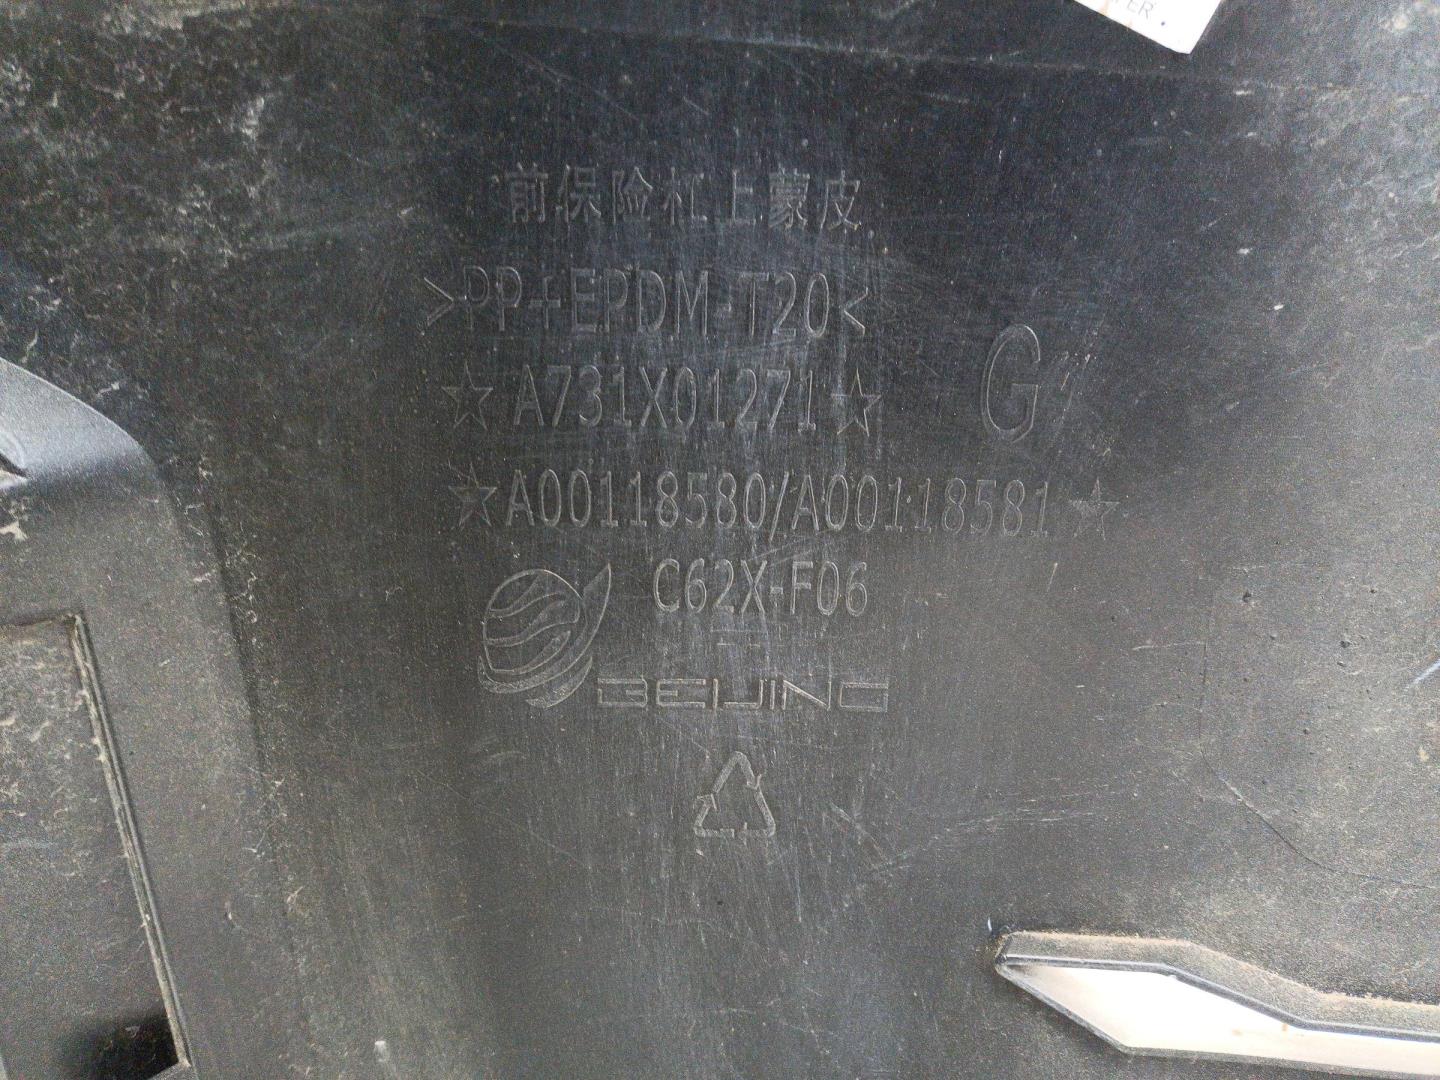 前保险杠上蒙皮
>PP+EPDM-T20<
☆A731X01271☆
G
☆A00118580/A00118581☆
C62X-F06
BEIJING